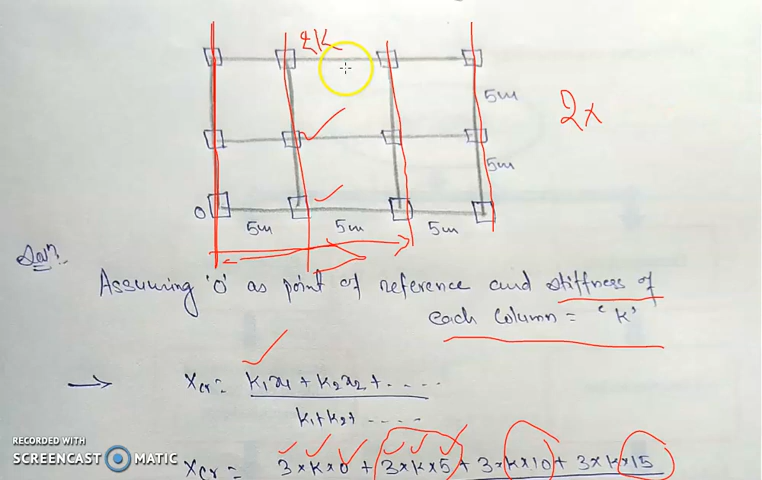 2K
5m
2x
5m
O
5m 5m 5m
Soln.
Assuming 'O' as point of reference and stiffness of
each column = 'K'
→ Xcr = K1x1 + K2x2 + ....
K1+K2+ .....
RECORDED WITH
SCREENCAST MATIC
Xcr = 3×K×0 + 3×K×5 + 3×K×10 + 3×K×15